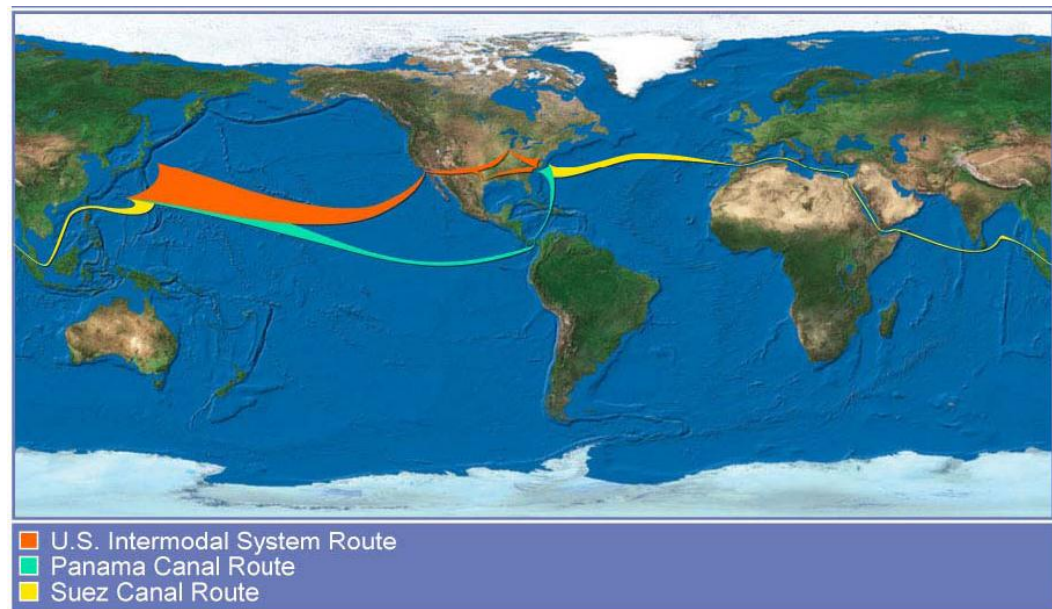 U.S. Intermodal System Route
Panama Canal Route
Suez Canal Route